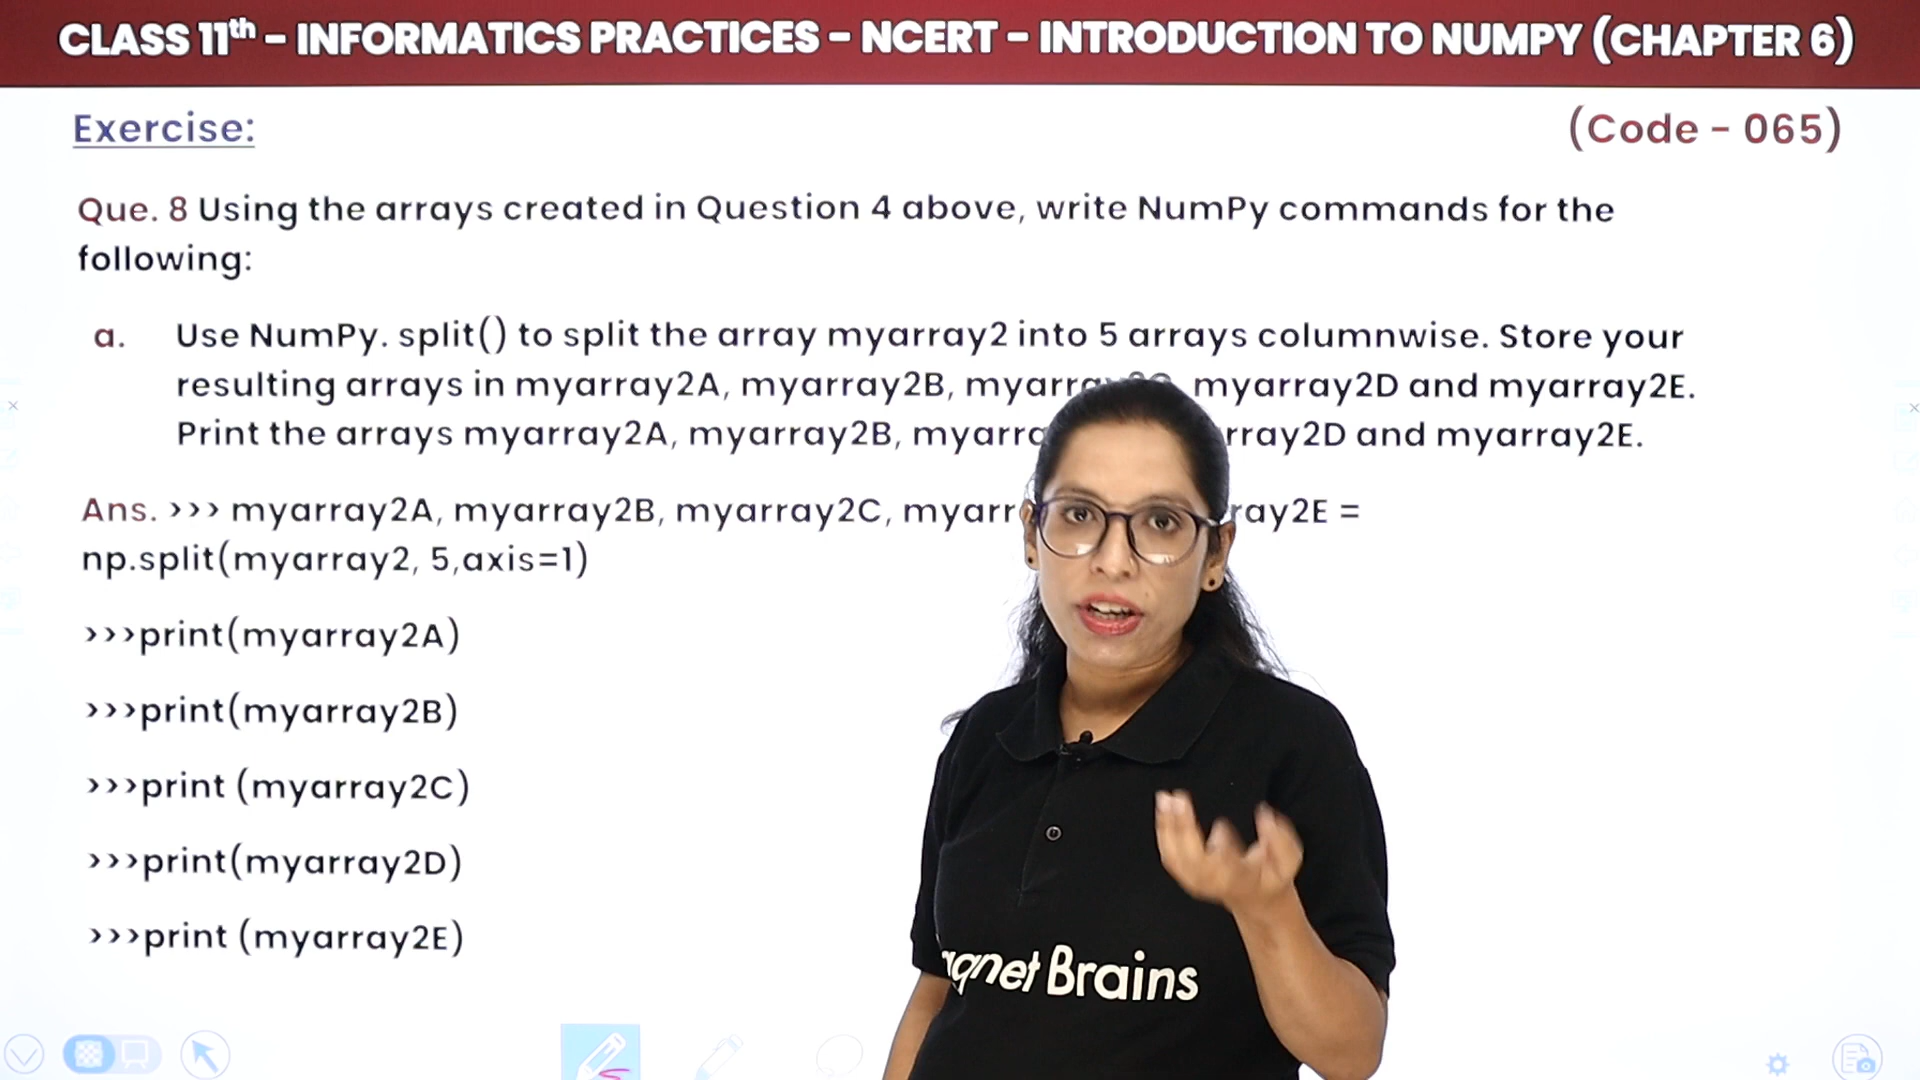 CLASS 11th - INFORMATICS PRACTICES - NCERT - INTRODUCTION TO NUMPY (CHAPTER 6)
Exercise:
(Code - 065)
Que. 8 Using the arrays created in Question 4 above, write NumPy commands for the
following:
a. Use NumPy. split() to split the array myarray2 into 5 arrays columnwise. Store your
resulting arrays in myarray2A, myarray2B, myarray2C, myarray2D and myarray2E.
Print the arrays myarray2A, myarray2B, myarr rray2D and myarray2E.
Ans. >>> myarray2A, myarray2B, myarray2C, myarr ray2E =
np.split(myarray2, 5,axis=1)
>>>print(myarray2A)
>>>print(myarray2B)
>>>print (myarray2C)
>>>print(myarray2D)
>>>print (myarray2E)
agnet Brains